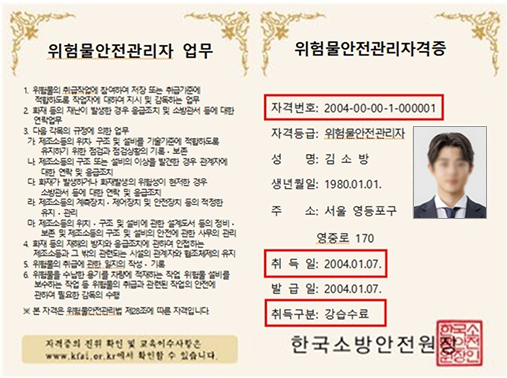 위험물안전관리자 업무
1. 위험물의 취급작업에 참여하여 저장 또는 취급기준에
적합하도록 작업자에 대하여 지시 및 감독하는 업무
2. 화재 등의 재난이 발생한 경우 응급조치 및 소방관서 등에 대한
연락업무
3. 다음 각목의 규정에 의한 업무
가. 제조소등의 위치·구조 및 설비를 기술기준에 적합하도록
유지하기 위한 점검과 점검상황의 기록·보존
나. 제조소등의 구조 또는 설비의 이상을 발견한 경우 관계자에
대한 연락 및 응급조치
다. 화재가 발생하거나 화재발생의 위험성이 현저한 경우
소방관서 등에 대한 연락 및 응급조치
라. 제조소등의 계측장치·제어장치 및 안전장치 등의 적정한
유지·관리
마. 제조소등의 위치·구조 및 설비에 관한 설계도서 등의 정비·
보존 및 제조소등의 구조 및 설비의 안전에 관한 사무의 관리
4. 화재 등의 재해의 방지와 응급조치에 관하여 인접하는
제조소등과 그 밖의 관련되는 시설의 관계자와 협조체제의 유지
5. 위험물의 취급에 관한 일지의 작성·기록
6. 위험물을 수납한 용기를 차량에 적재하는 작업, 위험물 설비를
보수하는 작업 등 위험물의 취급과 관련된 작업의 안전에
관하여 필요한 감독의 수행
※ 본 자격은 위험물안전관리법 제28조에 따른 자격입니다.
자격증의 진위 확인 및 교육이수사항은
www.kfsi.or.kr에서 확인할 수 있습니다.
위험물안전관리자격증
자격번호: 2004-00-00-1-000001
자격등급: 위험물안전관리자
성 명: 김 소 방
생년월일: 1980.01.01.
주 소: 서울 영등포구
영중로 170
취 득 일: 2004.01.07.
발 급 일: 2004.01.07.
취득구분: 강습수료
한국소방안전원장